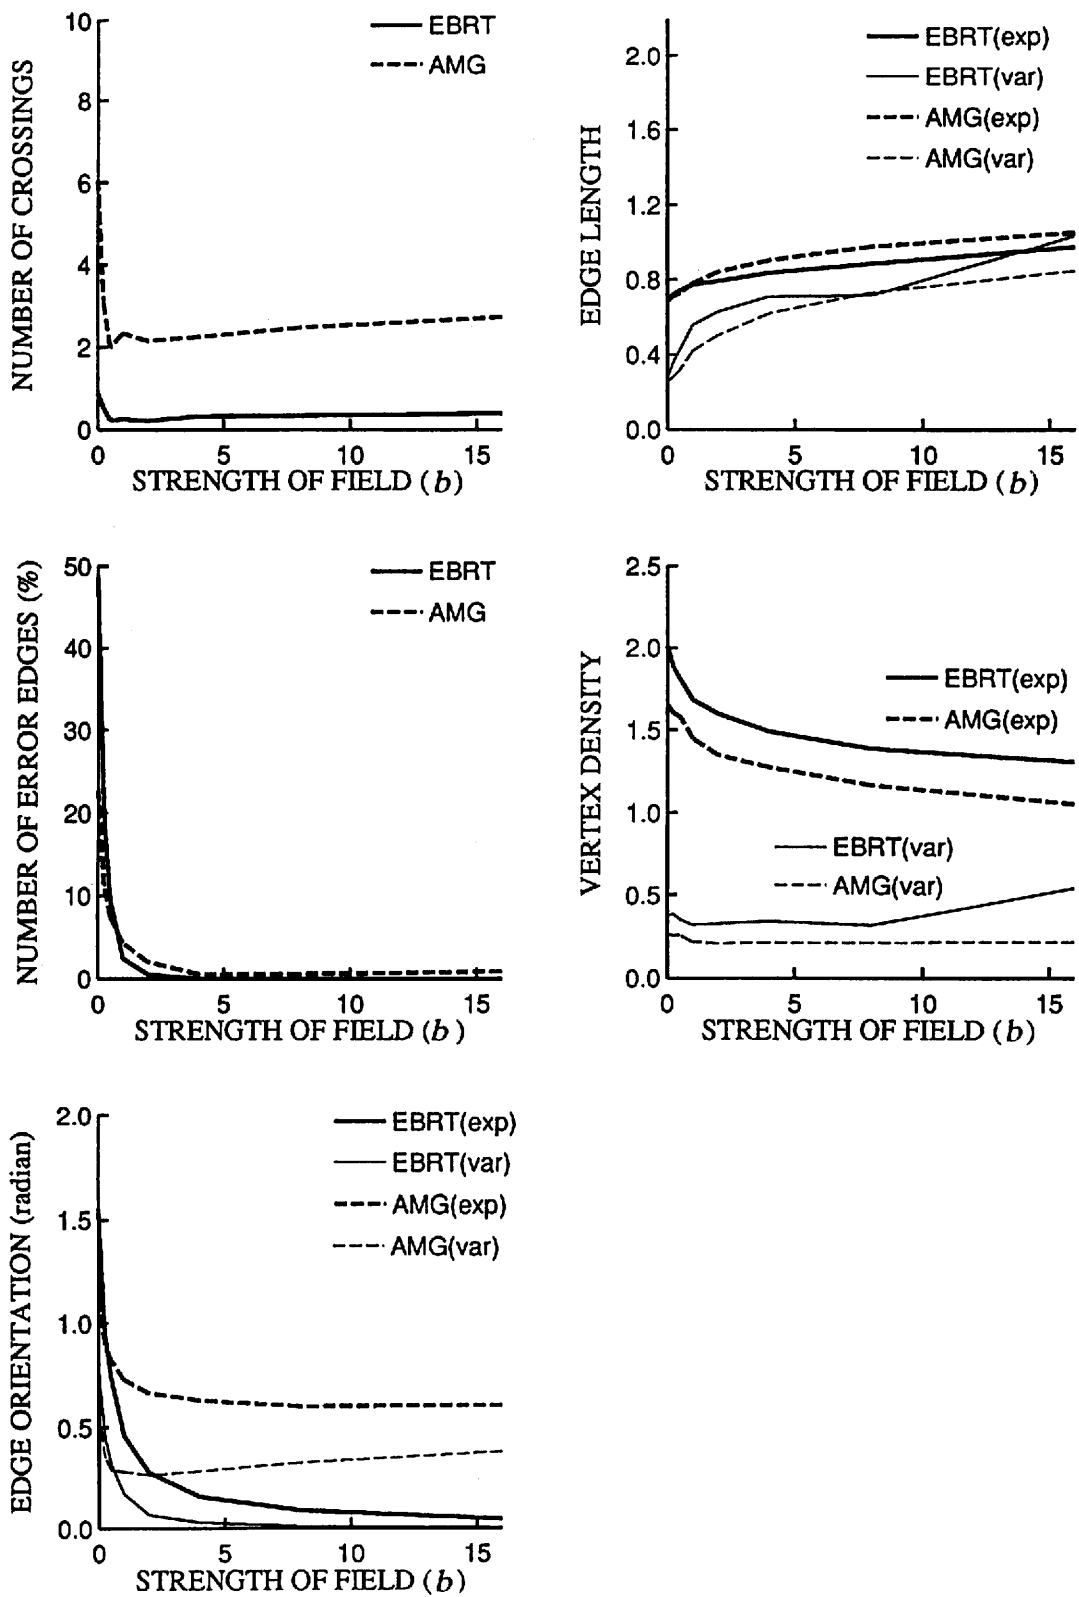 NUMBER OF CROSSINGS
10
8
6
4
2
0
0 5 10 15
STRENGTH OF FIELD (b)
EBRT
AMG
EDGE LENGTH
2.0
1.6
1.2
0.8
0.4
0.0
0 5 10 15
STRENGTH OF FIELD (b)
EBRT(exp)
EBRT(var)
AMG(exp)
AMG(var)
NUMBER OF ERROR EDGES (%)
50
40
30
20
10
0
0 5 10 15
STRENGTH OF FIELD (b)
EBRT
AMG
VERTEX DENSITY
2.5
2.0
1.5
1.0
0.5
0.0
0 5 10 15
STRENGTH OF FIELD (b)
EBRT(exp)
AMG(exp)
EBRT(var)
AMG(var)
EDGE ORIENTATION (radian)
2.0
1.5
1.0
0.5
0.0
0 5 10 15
STRENGTH OF FIELD (b)
EBRT(exp)
EBRT(var)
AMG(exp)
AMG(var)